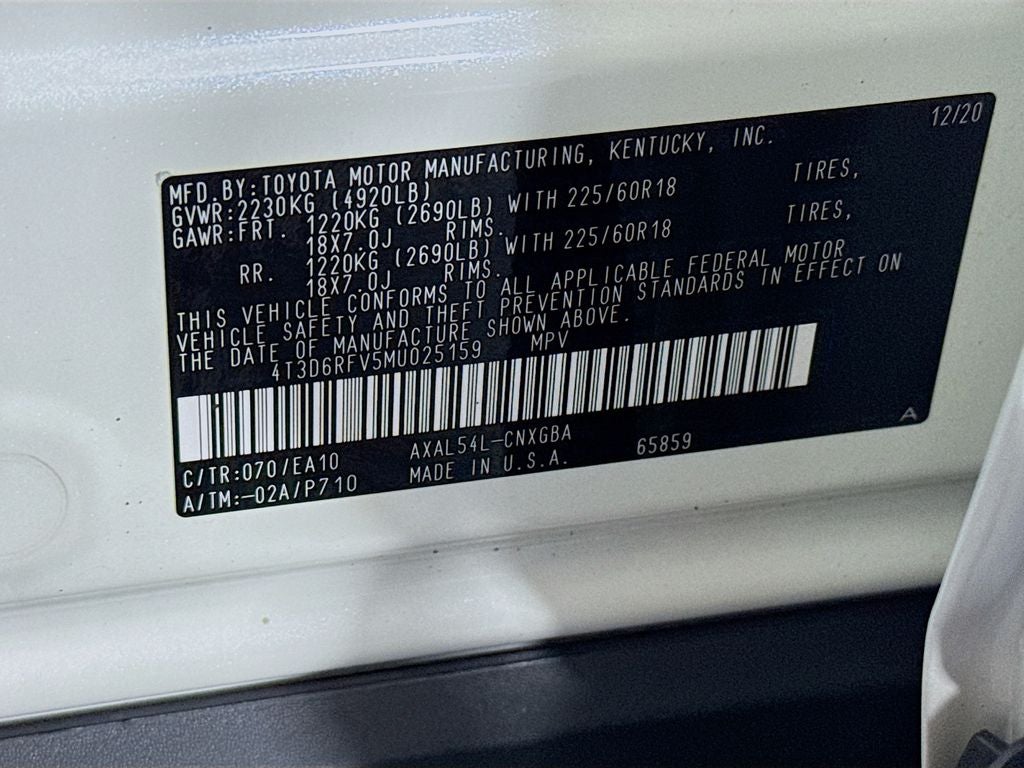 12/20
MFD.BY:TOYOTA MOTOR MANUFACTURING, KENTUCKY, INC.
GVWR:2230KG (4920LB)
GAWR:FRT. 1220KG (2690LB) WITH 225/60R18 TIRES,
18X7.0J RIMS.
RR. 1220KG (2690LB) WITH 225/60R18 TIRES,
18X7.0J RIMS.
THIS VEHICLE CONFORMS TO ALL APPLICABLE FEDERAL MOTOR
VEHICLE SAFETY AND THEFT PREVENTION STANDARDS IN EFFECT ON
THE DATE OF MANUFACTURE SHOWN ABOVE.
4T3D6RFV5MU025159 MPV
C/TR:070/EA10 AXAL54L-CNXGBA 65859 A
A/TM:-02A/P710 MADE IN U.S.A.